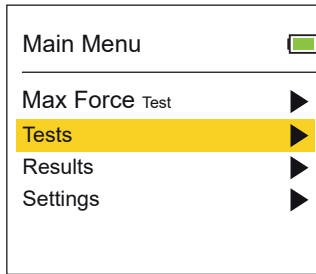 Main Menu
Max Force Test
Tests
Results
Settings